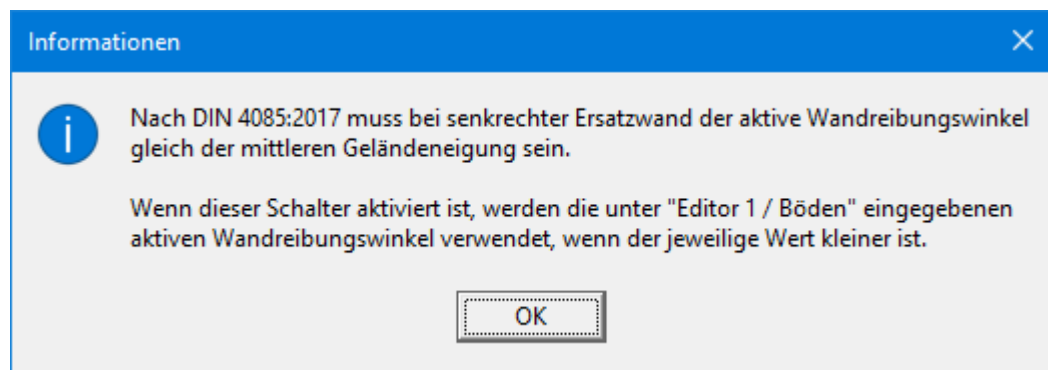 Informationen
Nach DIN 4085:2017 muss bei senkrechter Ersatzwand der aktive Wandreibungswinkel
gleich der mittleren Geländeneigung sein.
Wenn dieser Schalter aktiviert ist, werden die unter "Editor 1 / Böden" eingegebenen
aktiven Wandreibungswinkel verwendet, wenn der jeweilige Wert kleiner ist.
OK